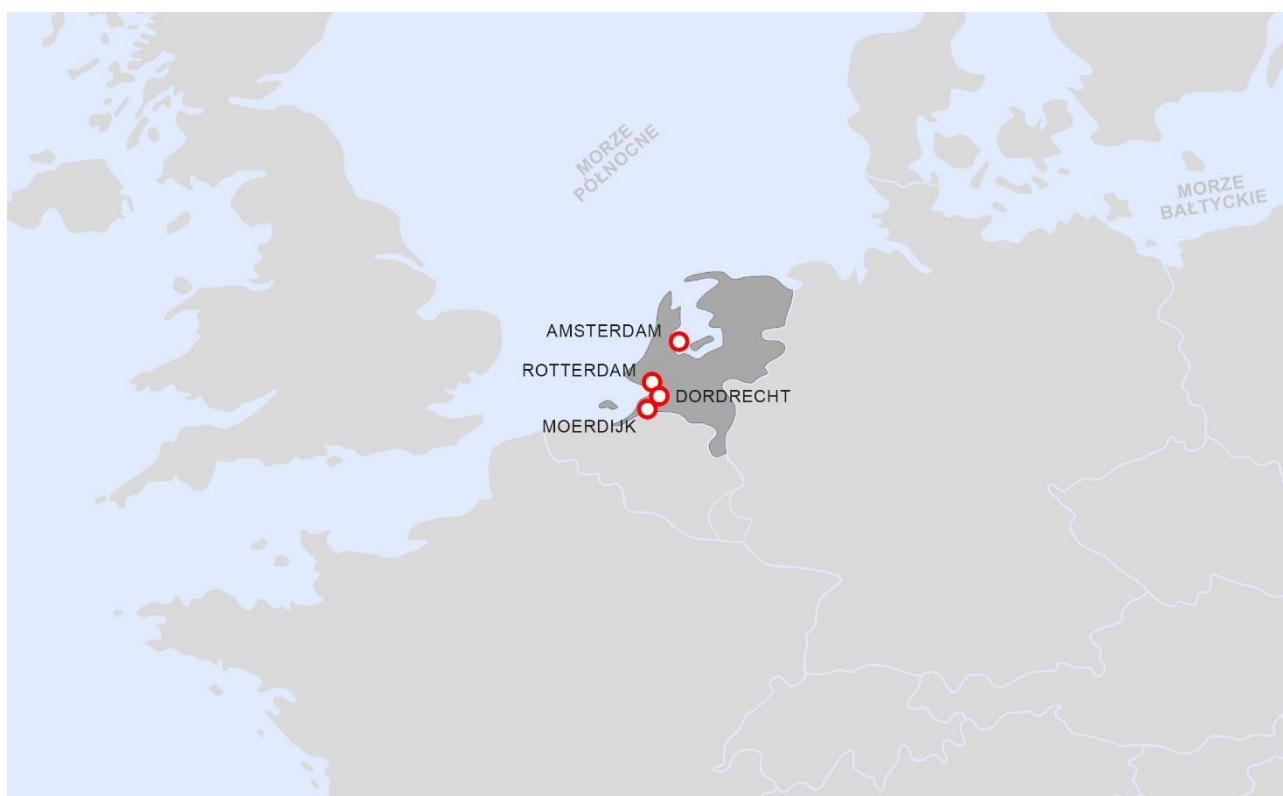 MORZE
PÓŁNOCNE
MORZE
BAŁTYCKIE
AMSTERDAM
ROTTERDAM
DORDRECHT
MOERDIJK